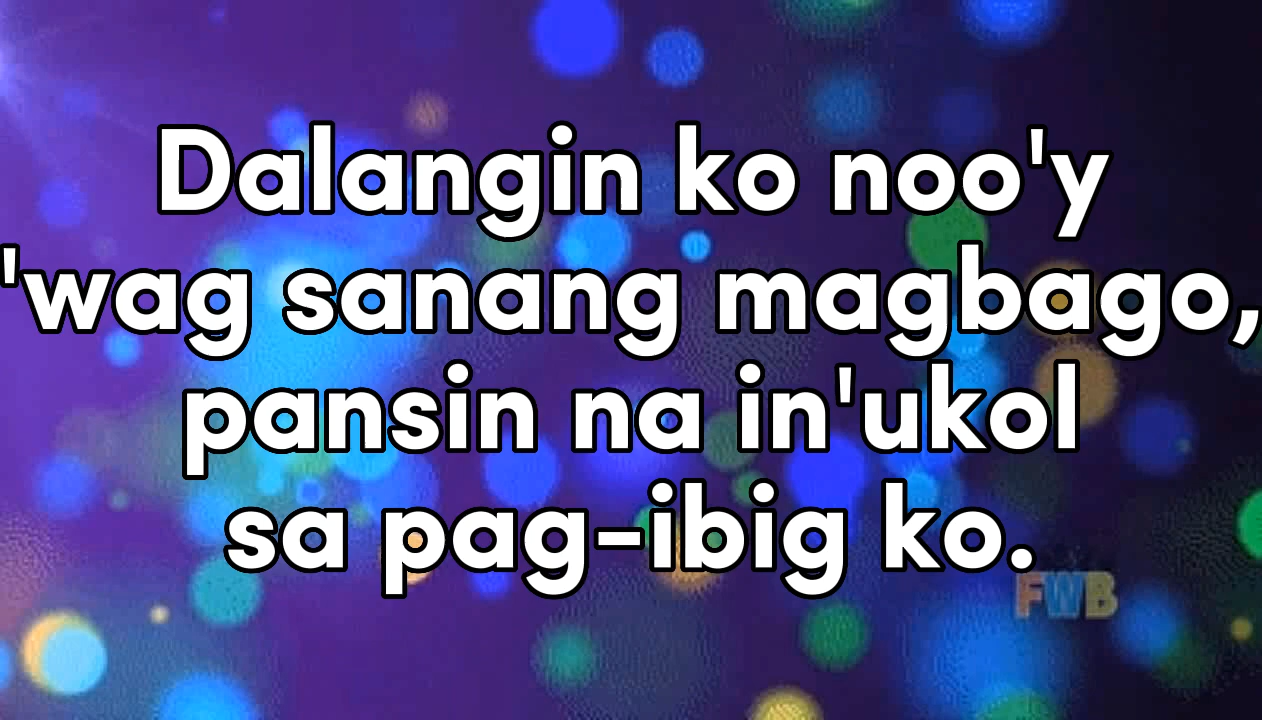 Dalangin ko noo'y
'wag sanang magbago,
pansin na in'ukol
sa pag-ibig ko.
FWB